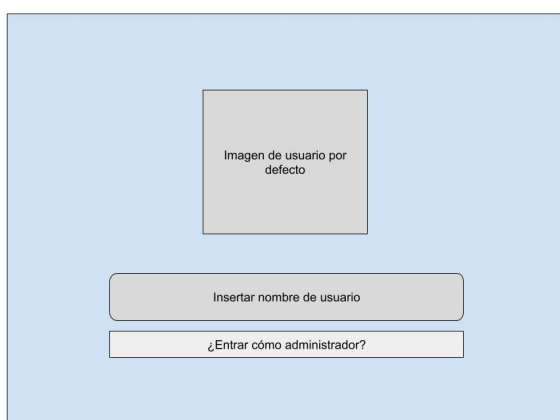 Imagen de usuario por
defecto
Insertar nombre de usuario
¿Entrar cómo administrador?